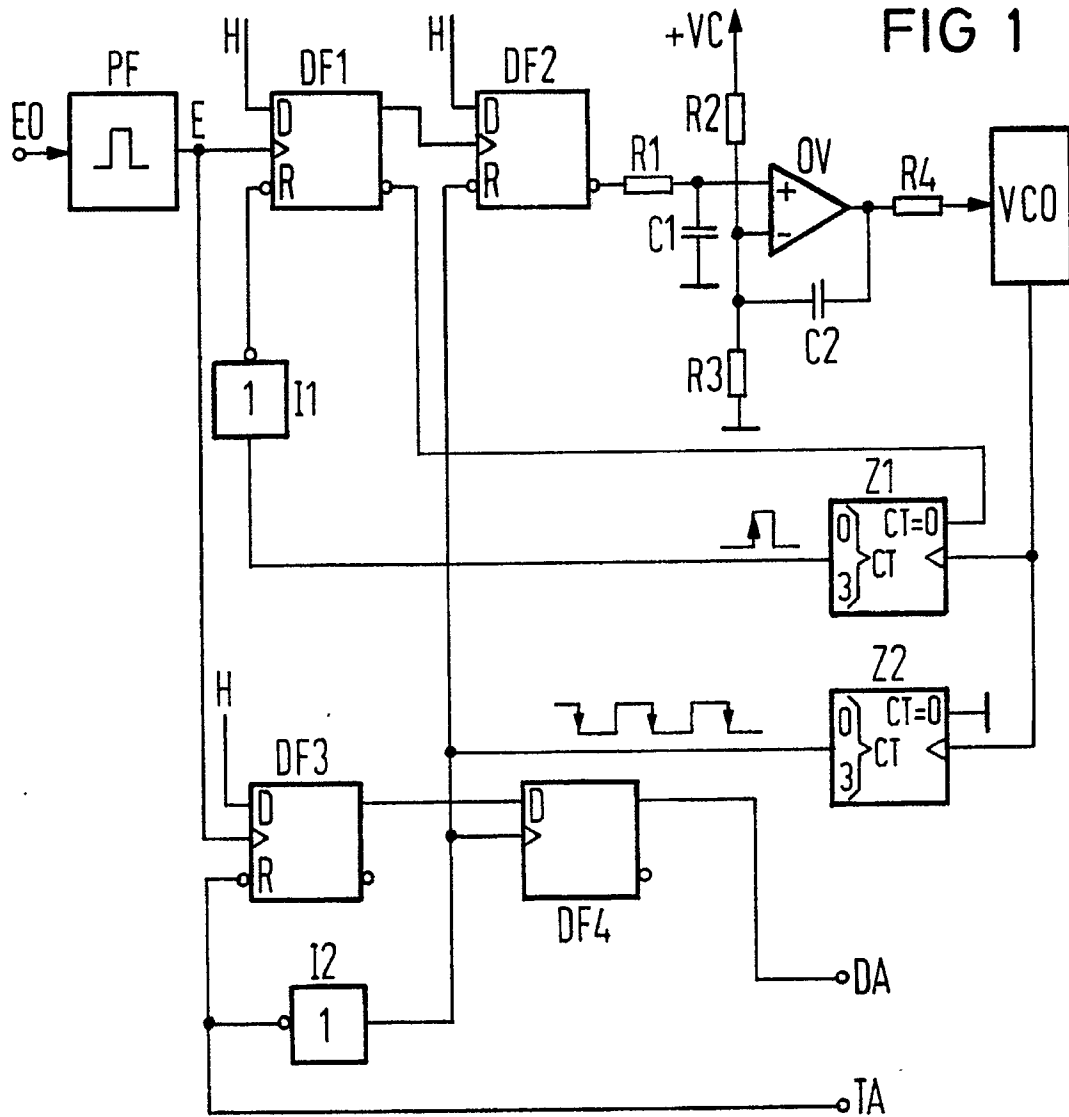 FIG 1
H
H
+VC
PF
DF1
DF2
E0
E
D
R
D
R
R1
R2
OV
+
-
R4
VCO
C1
C2
R3
1
I1
Z1
0
3
CT
CT=0
Z2
0
3
CT
CT=0
H
DF3
D
R
D
DF4
I2
1
DA
TA